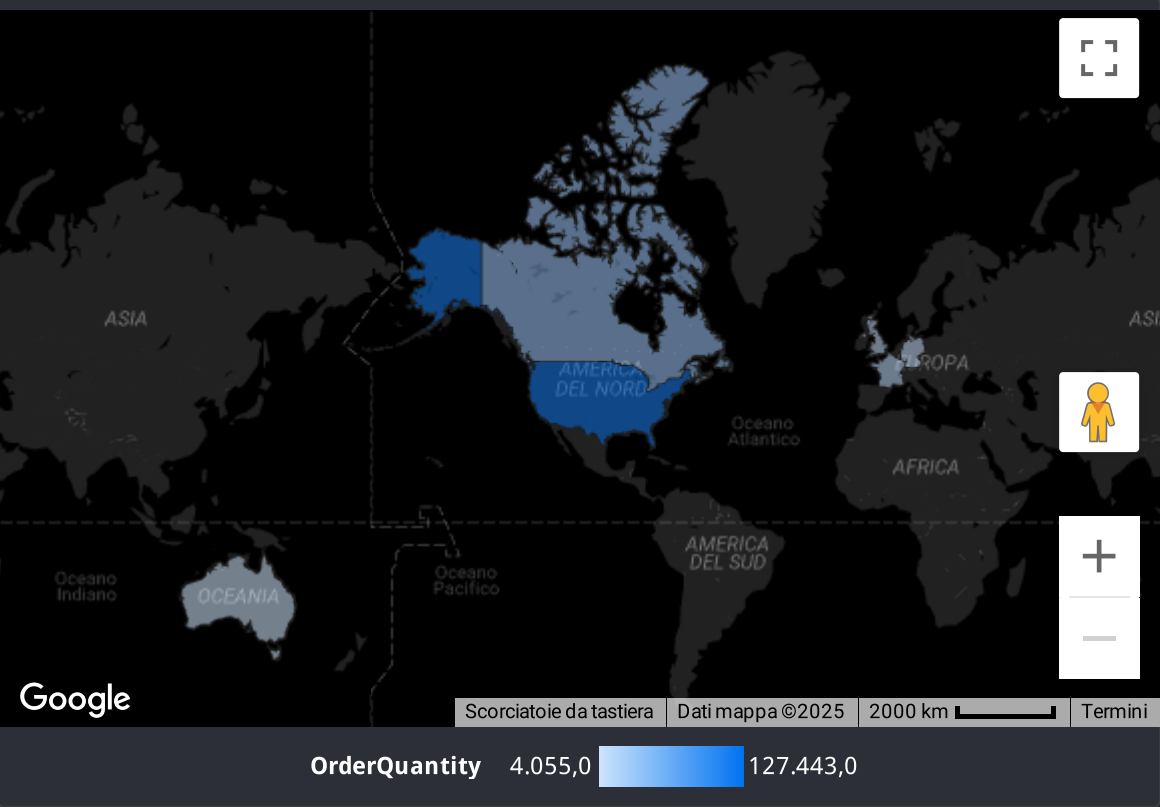 ASIA
ASI
EUROPA
AMERICA
DEL NORD
Oceano
Atlantico
AFRICA
AMERICA
DEL SUD
Oceano
Indiano
OCEANIA
Oceano
Pacifico
Google
Scorciatoie da tastiera
Dati mappa ©2025
2000 km
Termini
OrderQuantity 4.055,0 127.443,0